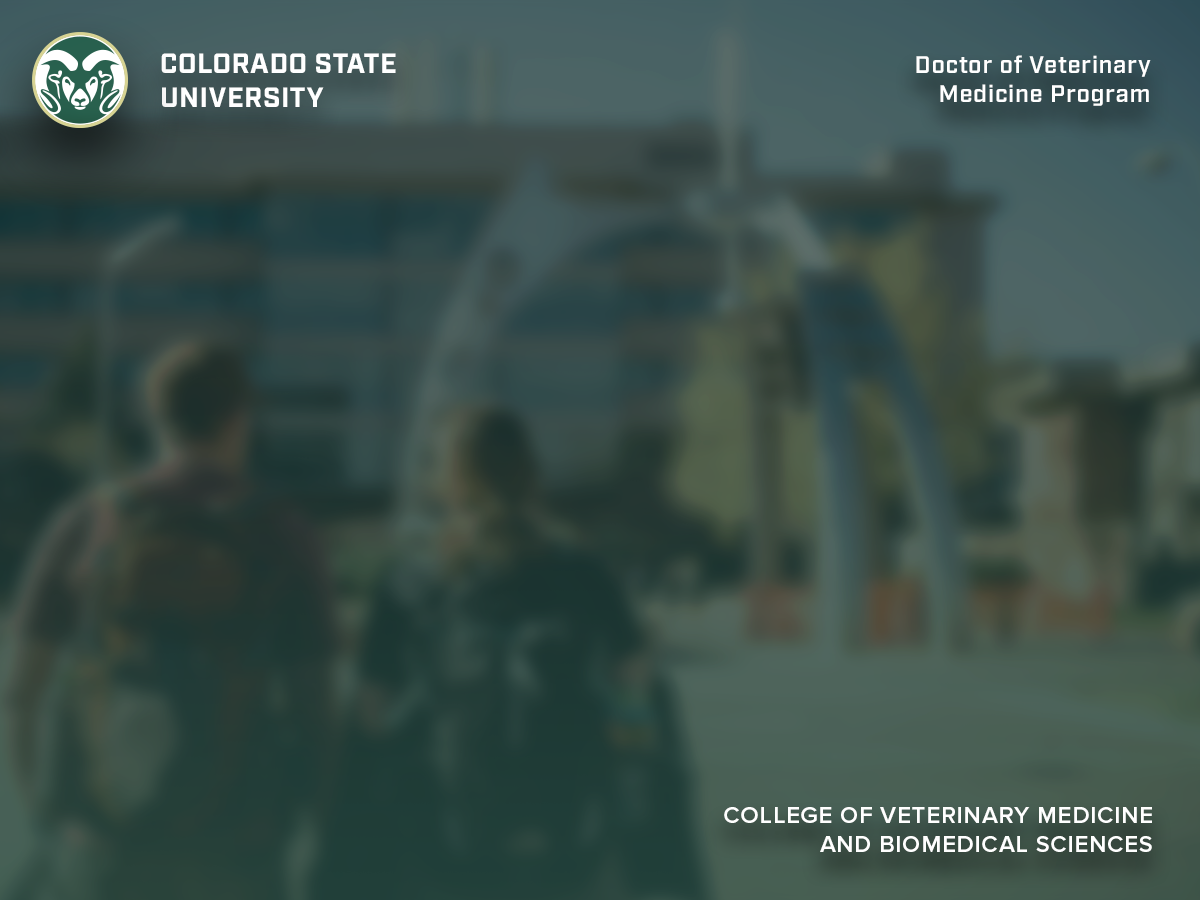 COLORADO STATE
UNIVERSITY
Doctor of Veterinary
Medicine Program
COLLEGE OF VETERINARY MEDICINE
AND BIOMEDICAL SCIENCES